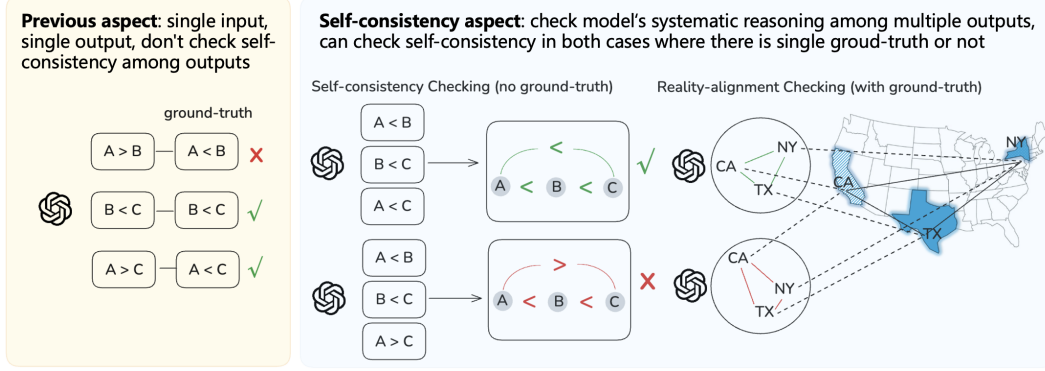 Previous aspect: single input,
single output, don't check self-
consistency among outputs
ground-truth
A > B A < B X
B < C B < C √
A > C A < C √
Self-consistency aspect: check model‘s systematic reasoning among multiple outputs,
can check self-consistency in both cases where there is single groud-truth or not
Self-consistency Checking (no ground-truth)
A < B
B < C
A < C
<
A < B < C
√
A < B
B < C
A > C
>
A < B < C
X
Reality-alignment Checking (with ground-truth)
NY
CA
TX
NY
CA
TX
CA
NY
TX